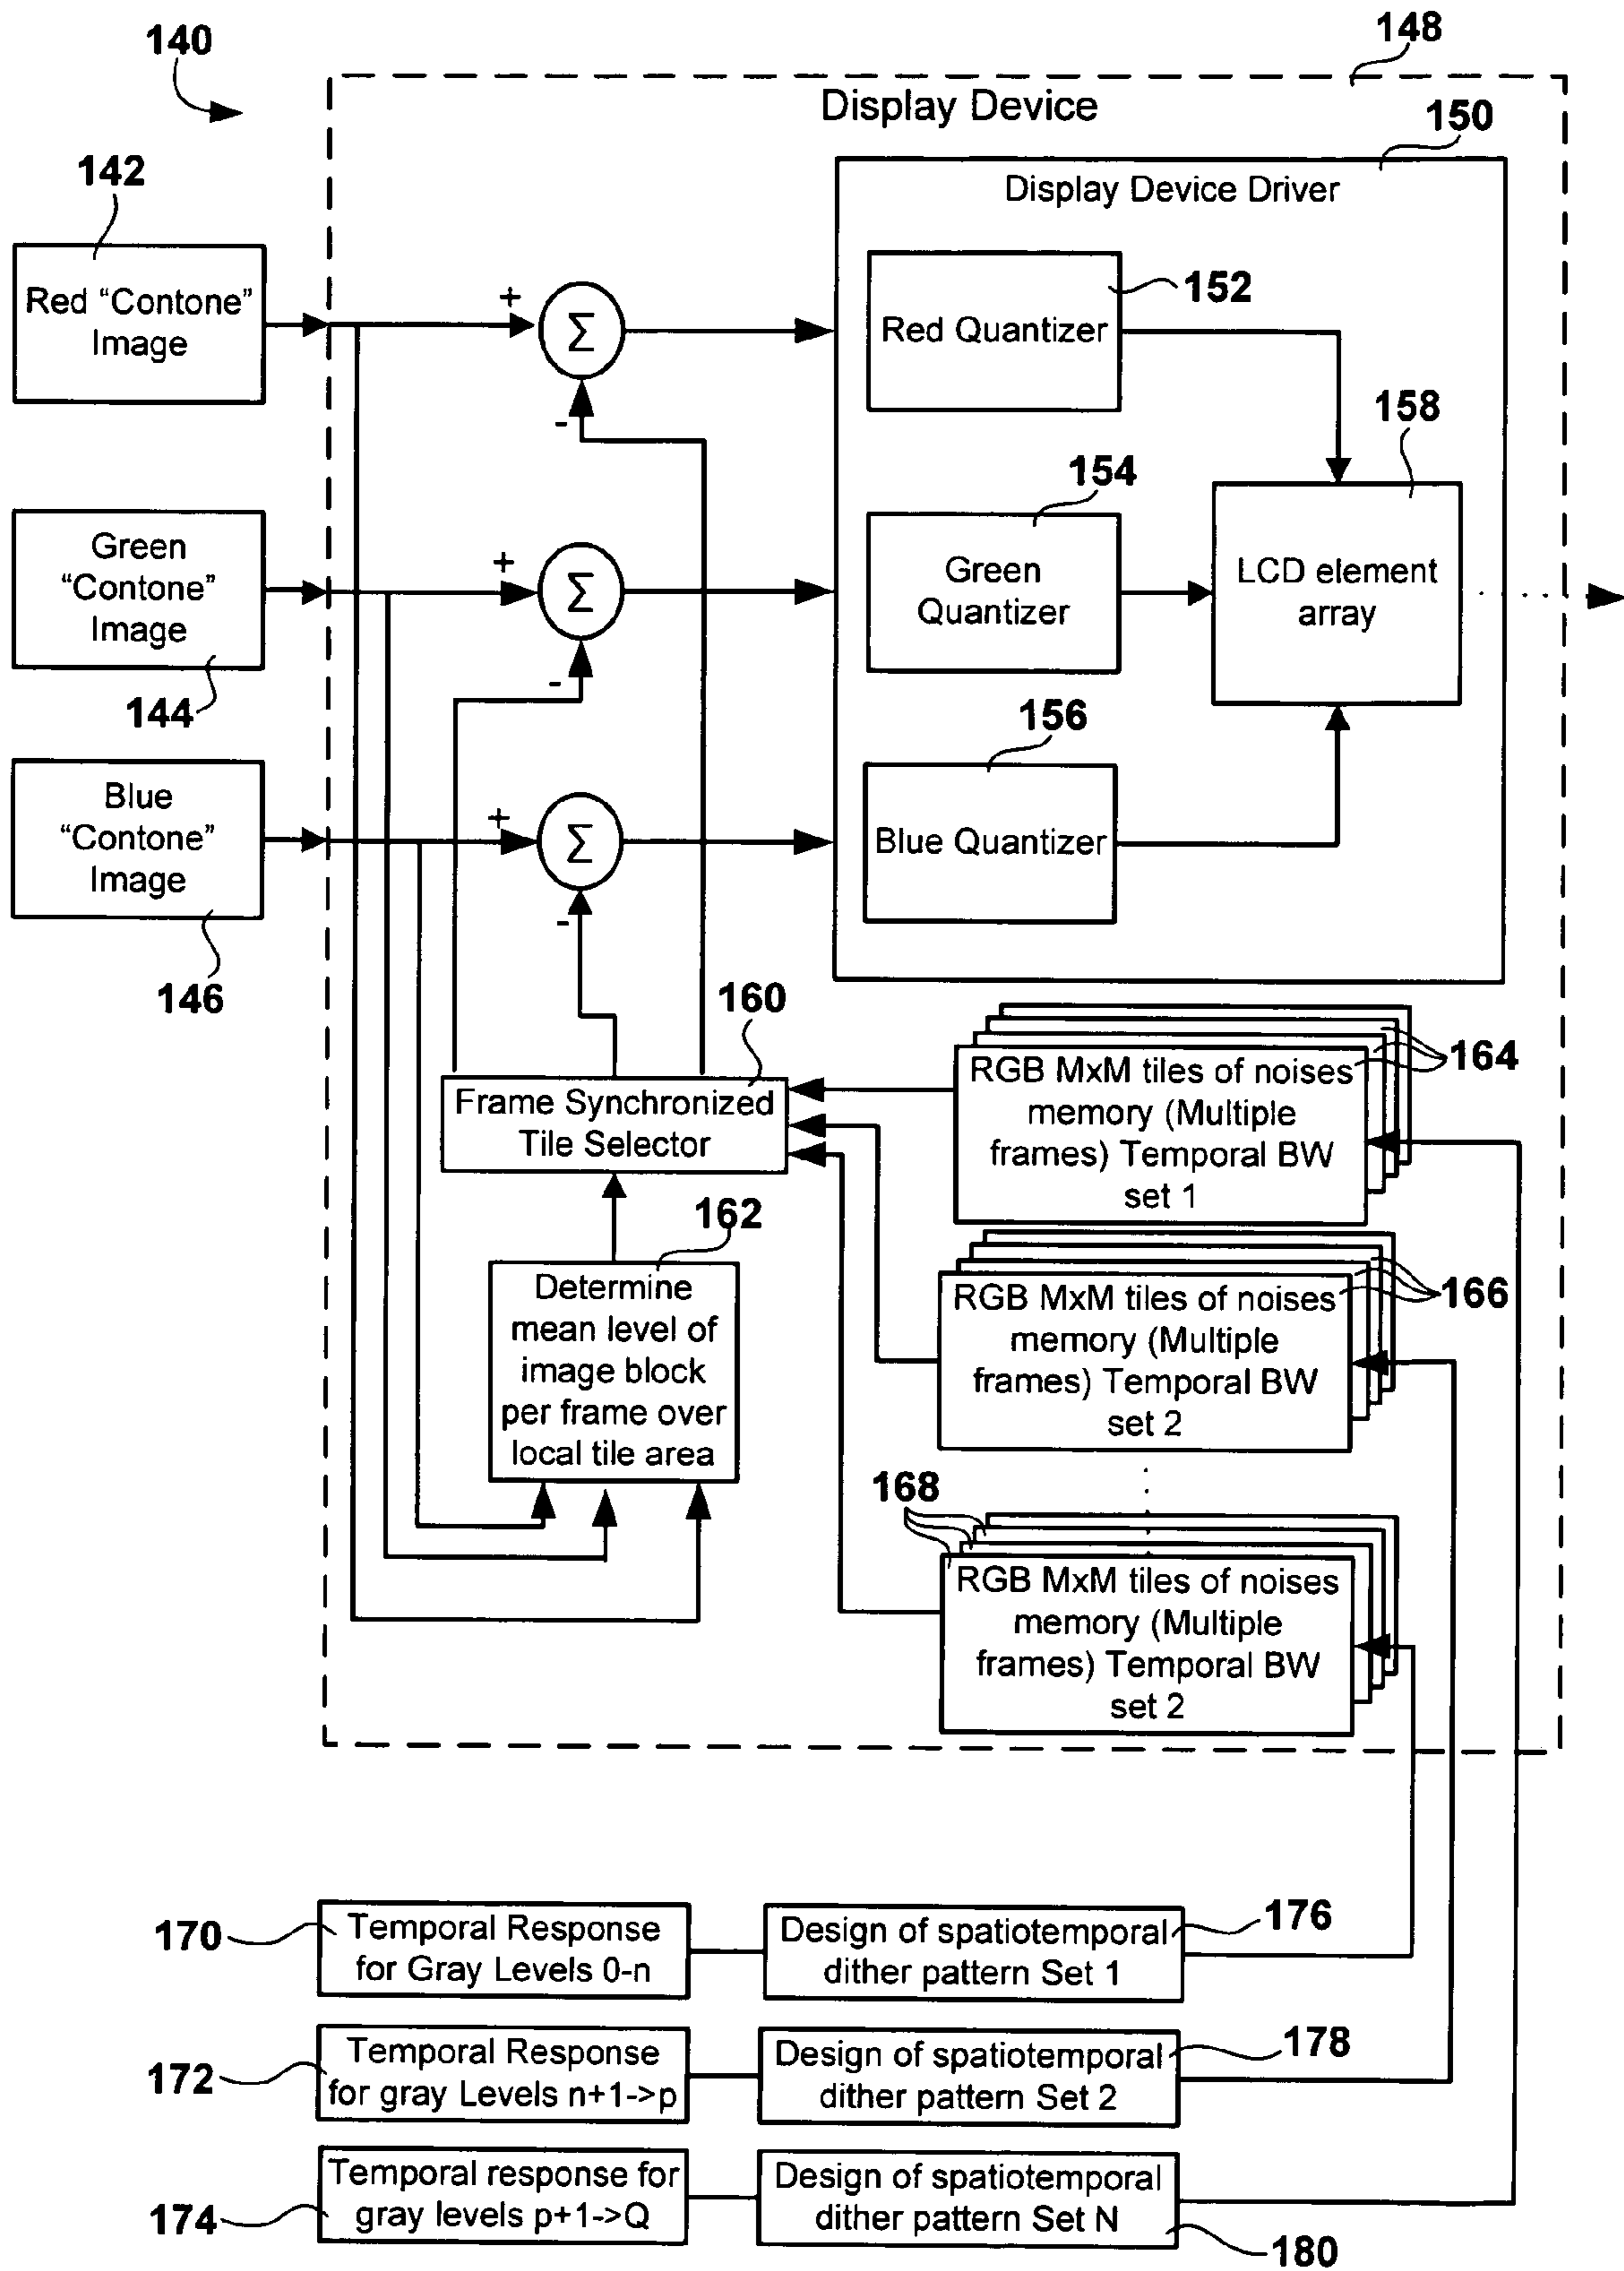 140
148
Display Device
150
Display Device Driver
142
Red “Contone”
Image
+
Σ
-
Red Quantizer
152
158
154
Green
“Contone”
Image
144
+
Σ
-
Green
Quantizer
LCD element
array
156
Blue
“Contone”
Image
146
+
Σ
-
Blue Quantizer
160
Frame Synchronized
Tile Selector
164
RGB MxM tiles of noises
memory (Multiple
frames) Temporal BW
set 1
162
Determine
mean level of
image block
per frame over
local tile area
166
RGB MxM tiles of noises
memory (Multiple
frames) Temporal BW
set 2
168
RGB MxM tiles of noises
memory (Multiple
frames) Temporal BW
set 2
170
Temporal Response
for Gray Levels 0-n
Design of spatiotemporal
dither pattern Set 1
176
172
Temporal Response
for gray Levels n+1->p
Design of spatiotemporal
dither pattern Set 2
178
174
Temporal response for
gray levels p+1->Q
Design of spatiotemporal
dither pattern Set N
180